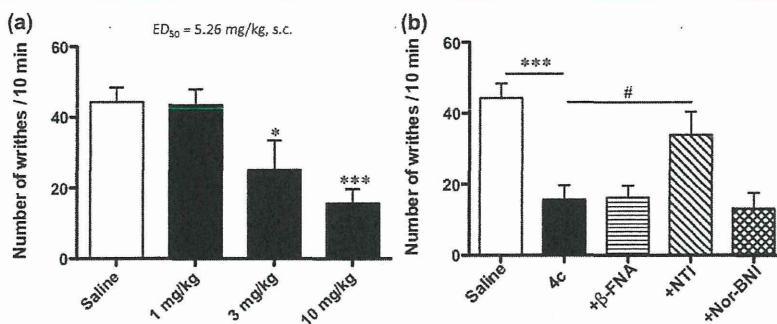 (a)
ED50 = 5.26 mg/kg, s.c.
Number of writhes / 10 min
60
40
20
0
*
***
Saline
1 mg/kg
3 mg/kg
10 mg/kg
(b)
Number of writhes / 10 min
60
40
20
0
***
#
Saline
4c
+β-FNA
+NTI
+Nor-BNI